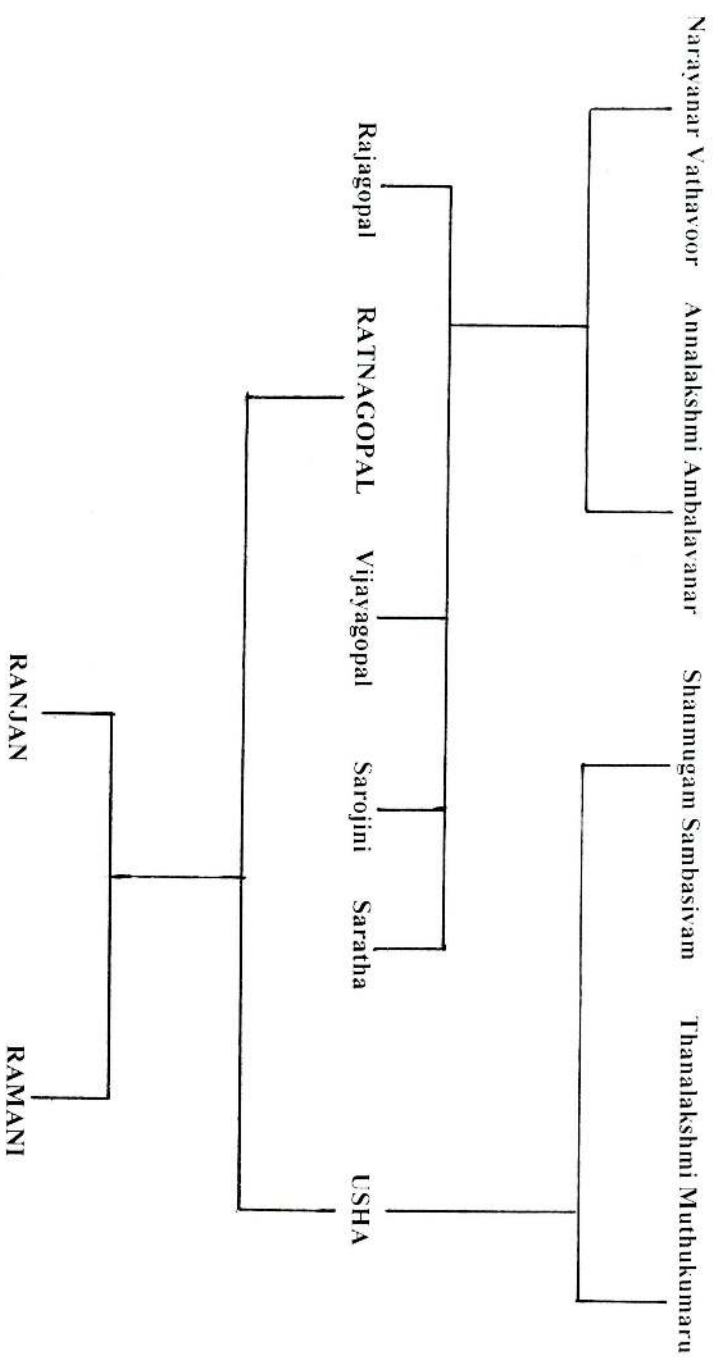 Narayanar Vathavoor Annalakshmi Ambalavanar Shanmugam Sambasivam Thanalakshmi Muthukumaru
Rajagopal RATNAGOPAL Vijayagopal Sarojini Saratha USHA
RANJAN RAMANI